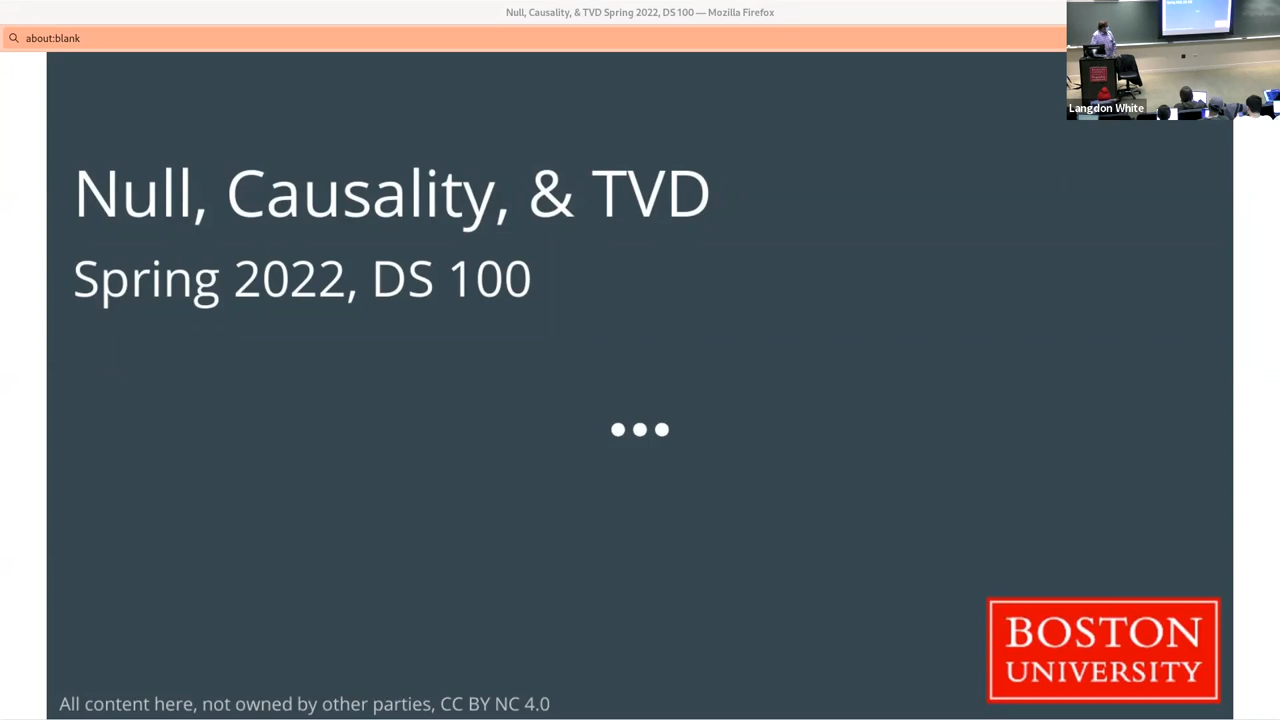 Null, Causality, & TVD Spring 2022, DS 100 — Mozilla Firefox
about:blank
Langdon White
Null, Causality, & TVD
Spring 2022, DS 100
BOSTON
UNIVERSITY
All content here, not owned by other parties, CC BY NC 4.0